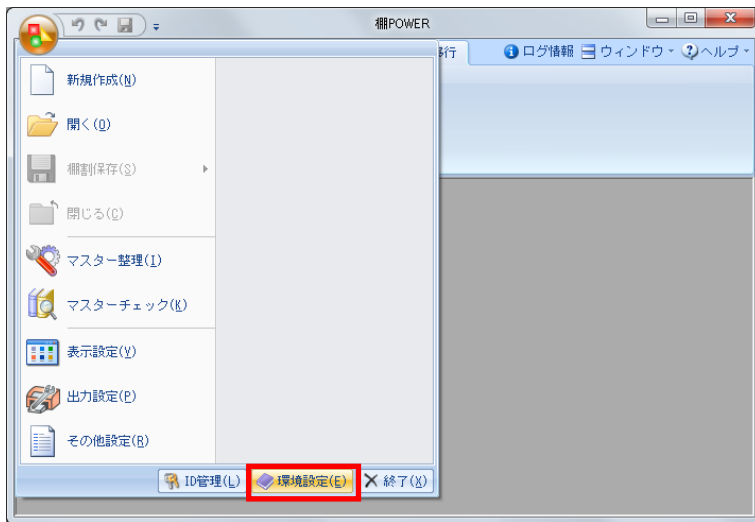 棚POWER
移行
ログ情報 ウィンドウ ヘルプ
新規作成(N)
開く(O)
棚割保存(S)
閉じる(C)
マスター整理(I)
マスターチェック(K)
表示設定(V)
出力設定(P)
その他設定(R)
ID管理(L) 環境設定(E) 終了(X)